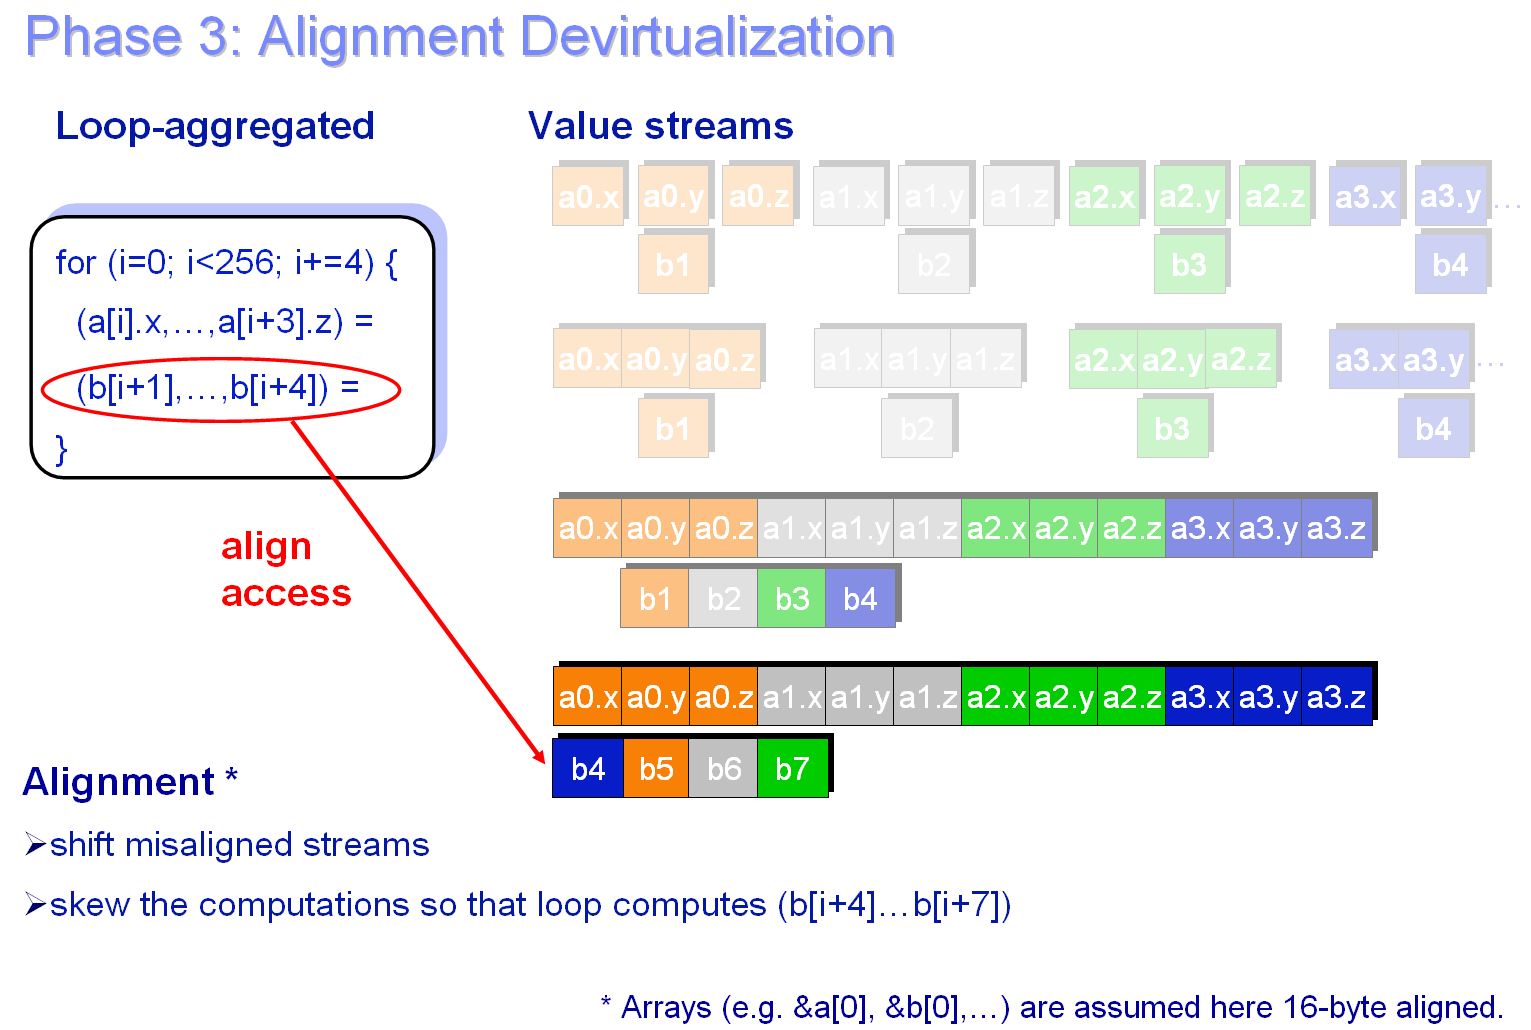 Phase 3: Alignment Devirtualization
Loop-aggregated
for (i=0; i<256; i+=4) {
(a[i].x,...,a[i+3].z) =
(b[i+1],...,b[i+4]) =
}
align
access
Value streams
a0.x a0.y a0.z a1.x a1.y a1.z a2.x a2.y a2.z a3.x a3.y ...
b1 b2 b3 b4
a0.x a0.y a0.z a1.x a1.y a1.z a2.x a2.y a2.z a3.x a3.y ...
b1 b2 b3 b4
a0.x a0.y a0.z a1.x a1.y a1.z a2.x a2.y a2.z a3.x a3.y a3.z
b1 b2 b3 b4
a0.x a0.y a0.z a1.x a1.y a1.z a2.x a2.y a2.z a3.x a3.y a3.z
b4 b5 b6 b7
Alignment *
➢shift misaligned streams
➢skew the computations so that loop computes (b[i+4]...b[i+7])
* Arrays (e.g. &a[0], &b[0],...) are assumed here 16-byte aligned.